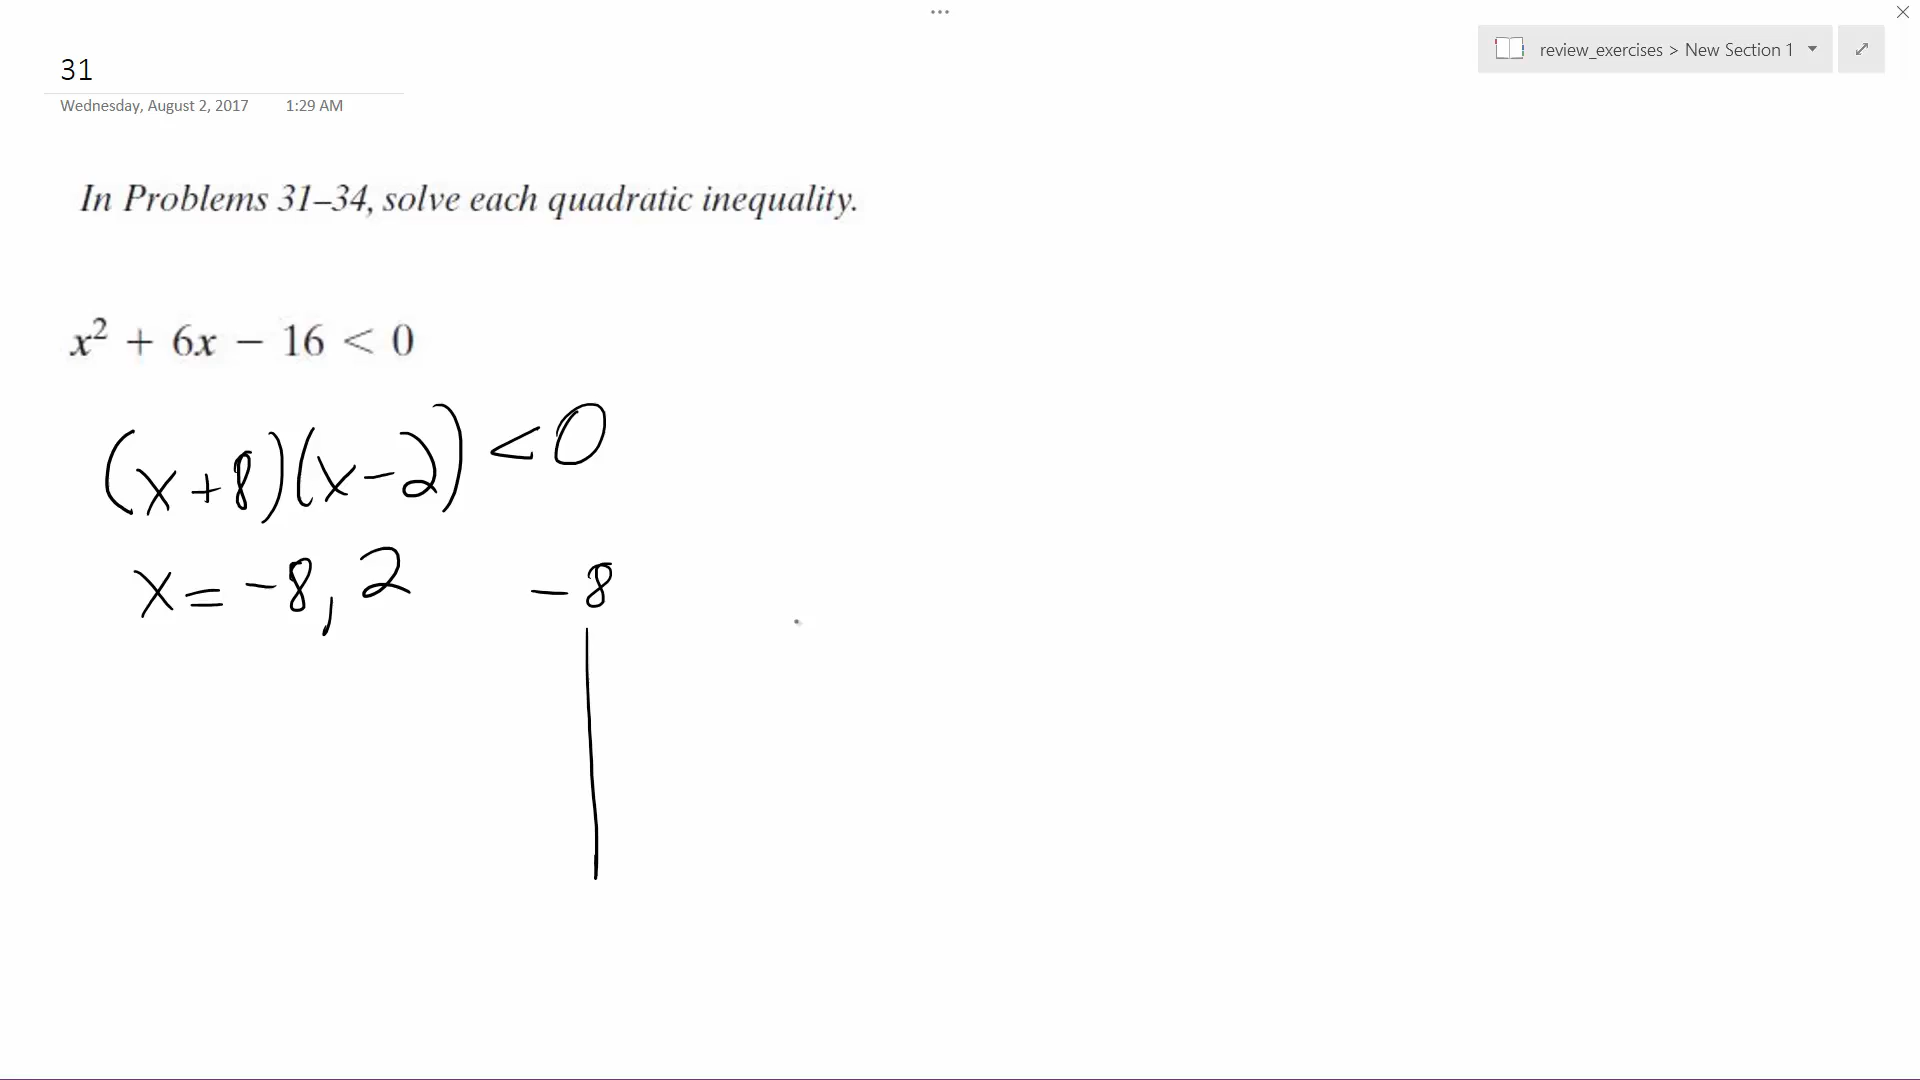 ...
review_exercises > New Section 1
31
Wednesday, August 2, 2017 1:29 AM
In Problems 31–34, solve each quadratic inequality.
x² + 6x − 16 < 0
(x+8)(x-2) <0
x = -8, 2
-8